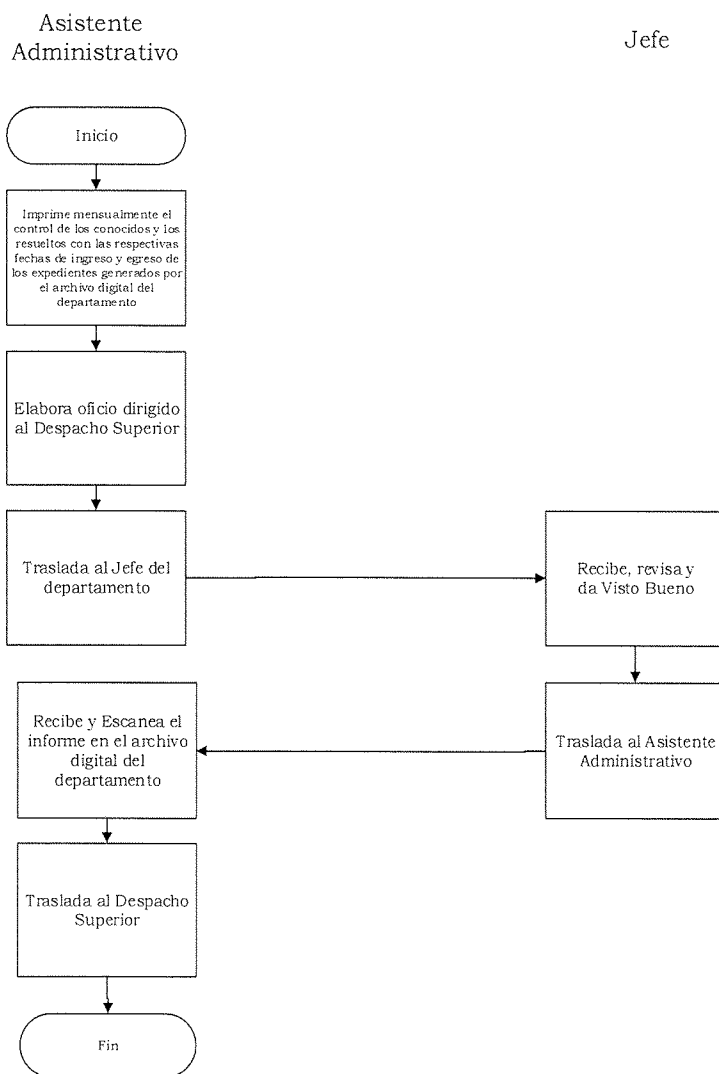 Asistente
Administrativo
Jefe
Inicio
Imprime mensualmente el
control de los conocidos y los
resueltos con las respectivas
fechas de ingreso y egreso de
los expedientes generados por
el archivo digital del
departamento
Elabora oficio dirigido
al Despacho Superior
Traslada al Jefe del
departamento
Recibe, revisa y
da Visto Bueno
Traslada al Asistente
Administrativo
Recibe y Escanea el
informe en el archivo
digital del
departamento
Traslada al Despacho
Superior
Fin